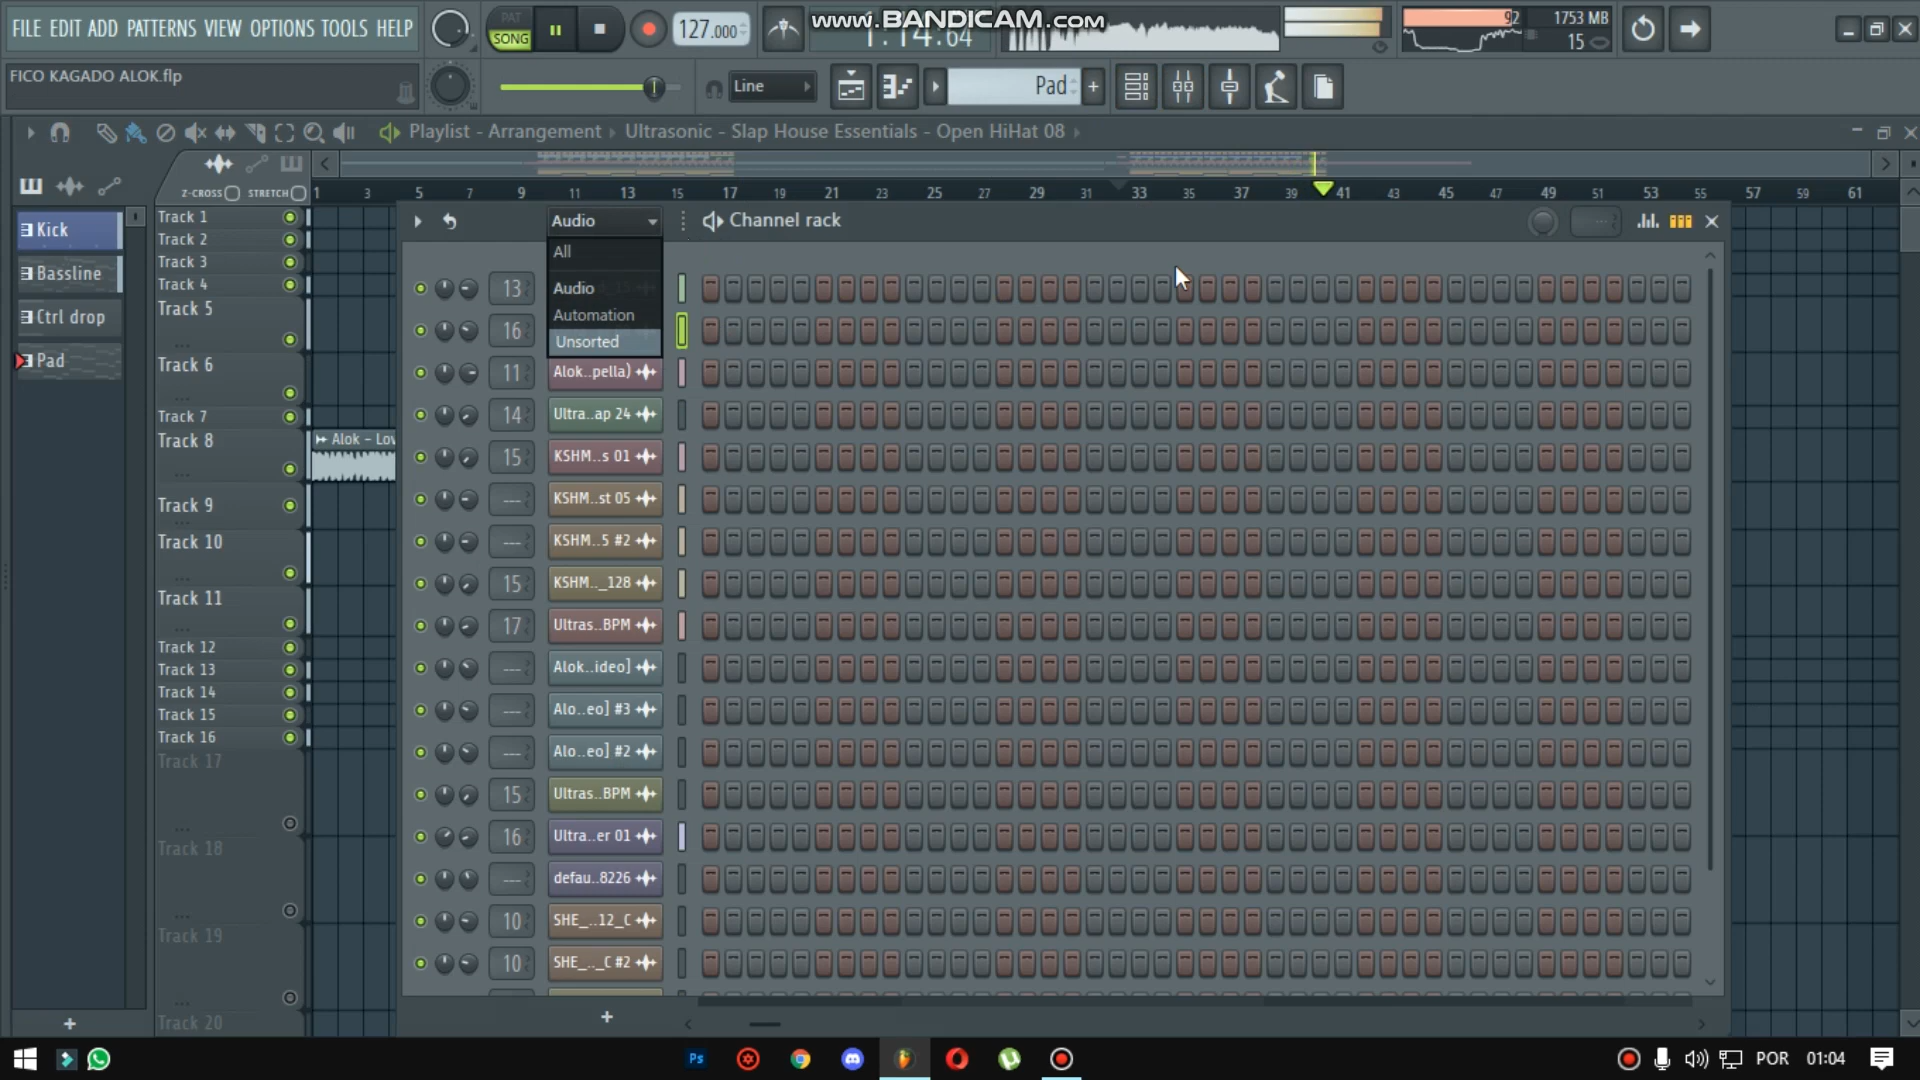 FILE EDIT ADD PATTERNS VIEW OPTIONS TOOLS HELP
PAT
SONG
127.000
www.BANDICAM.com
1:14:64
92
1753 MB
15
FICO KAGADO ALOK.flp
Line
Pad
Playlist - Arrangement
Ultrasonic - Slap House Essentials - Open HiHat 08
Z-CROSS
STRETCH
1 3 5 7 9 11 13 15 17 19 21 23 25 27 29 31 33 35 37 39 41 43 45 47 49 51 53 55 57 59 61
Kick
Bassline
Ctrl drop
Pad
Track 1
Track 2
Track 3
Track 4
Track 5
Track 6
Track 7
Track 8
Track 9
Track 10
Track 11
Track 12
Track 13
Track 14
Track 15
Track 16
Track 17
Track 18
Track 19
Track 20
Alok - Lov
Audio
Channel rack
All
Audio
Automation
Unsorted
13
16
11 Alok..pella)
14 Ultra..ap 24
15 KSHM..s 01
--- KSHM..st 05
--- KSHM..5 #2
15 KSHM.._128
17 Ultras..BPM
--- Alok..ideo]
--- Alo..eo] #3
--- Alo..eo] #2
15 Ultras..BPM
16 Ultra..er 01
--- defau..8226
10 SHE_..12_C
10 SHE_.._C #2
Ps
POR
01:04